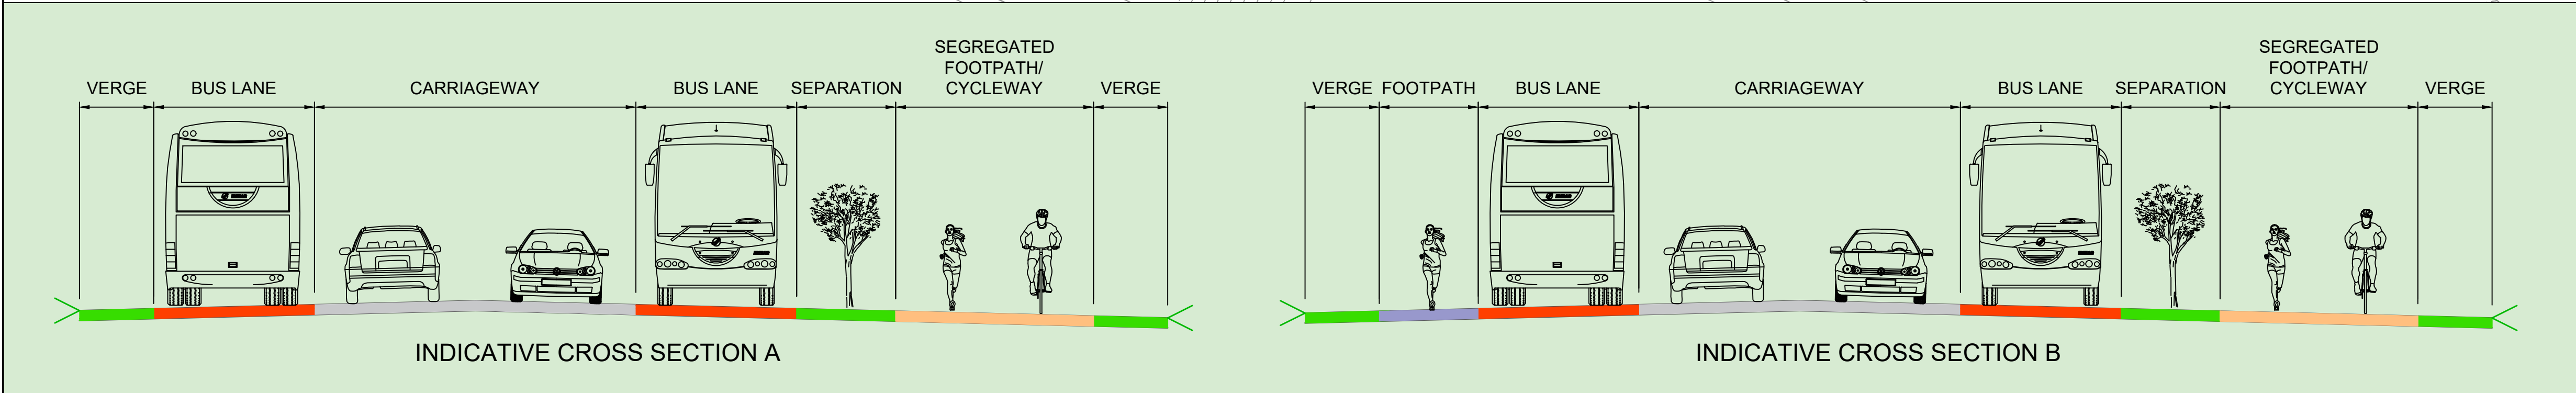 VERGE
BUS LANE
CARRIAGEWAY
BUS LANE
SEPARATION
SEGREGATED
FOOTPATH/
CYCLEWAY
VERGE
INDICATIVE CROSS SECTION A
VERGE
FOOTPATH
BUS LANE
CARRIAGEWAY
BUS LANE
SEPARATION
SEGREGATED
FOOTPATH/
CYCLEWAY
VERGE
INDICATIVE CROSS SECTION B